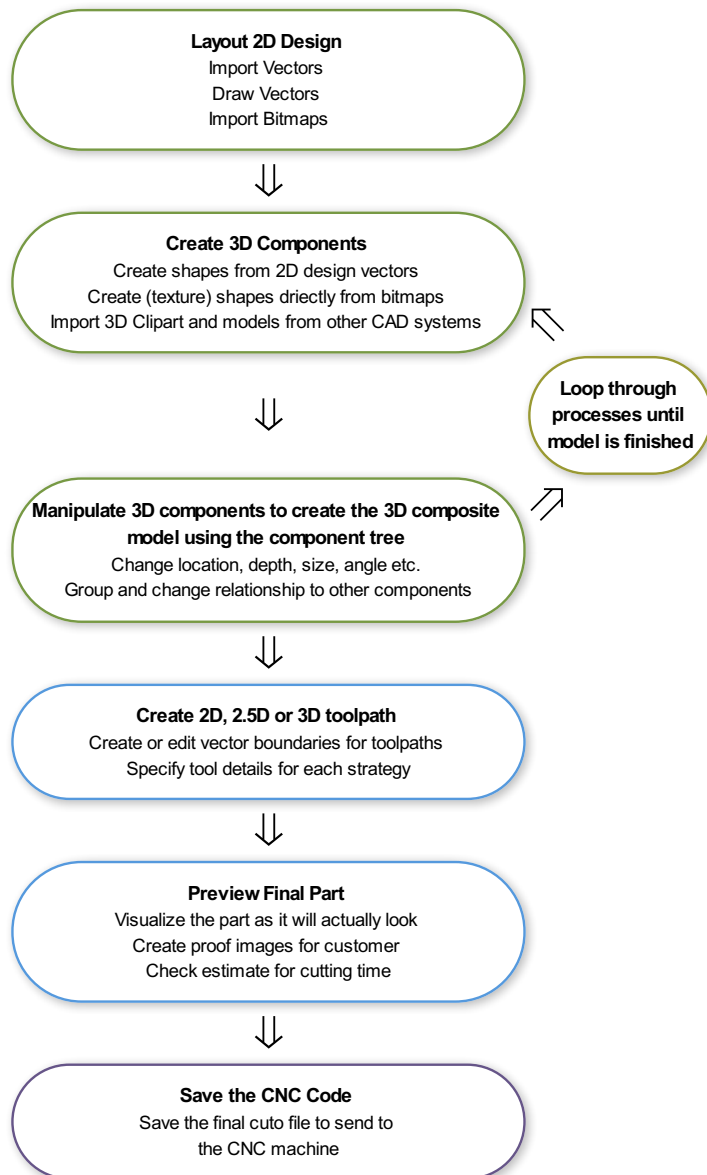 Layout 2D Design
Import Vectors
Draw Vectors
Import Bitmaps
Create 3D Components
Create shapes from 2D design vectors
Create (texture) shapes driectly from bitmaps
Import 3D Clipart and models from other CAD systems
Loop through
processes until
model is finished
Manipulate 3D components to create the 3D composite
model using the component tree
Change location, depth, size, angle etc.
Group and change relationship to other components
Create 2D, 2.5D or 3D toolpath
Create or edit vector boundaries for toolpaths
Specify tool details for each strategy
Preview Final Part
Visualize the part as it will actually look
Create proof images for customer
Check estimate for cutting time
Save the CNC Code
Save the final cuto file to send to
the CNC machine